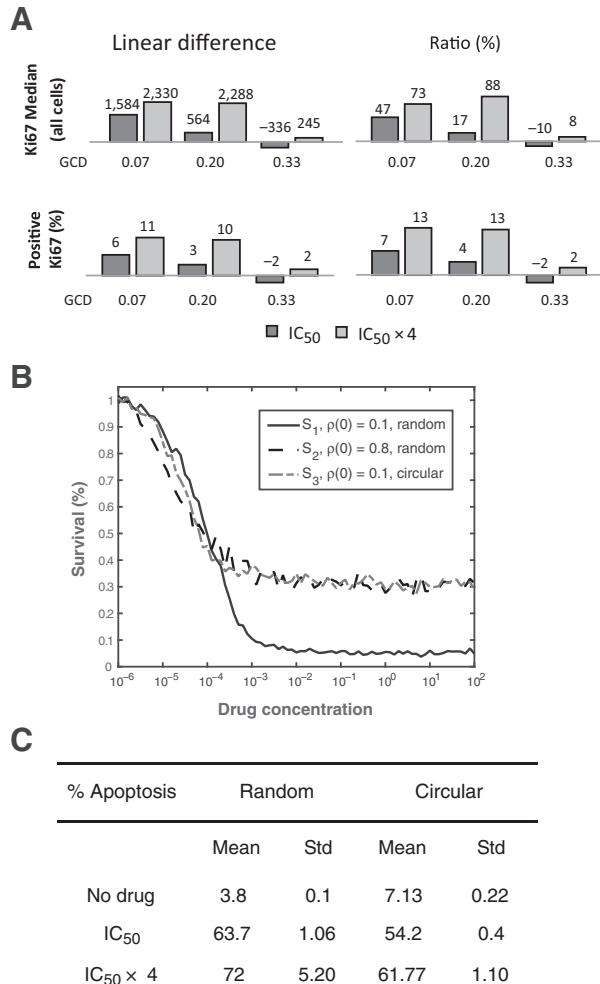 A
Linear difference
Ratio (%)
Ki67 Median
(all cells)
1,584 2,330 564 2,288 −336 245
47 73 17 88 −10 8
GCD 0.07 0.20 0.33
0.07 0.20 0.33
Positive
Ki67 (%)
6 11 3 10 −2 2
7 13 4 13 −2 2
GCD 0.07 0.20 0.33
0.07 0.20 0.33
IC50 IC50 × 4
B
Survival (%)
1
0.9
0.8
0.7
0.6
0.5
0.4
0.3
0.2
0.1
0
S1, ρ(0) = 0.1, random
S2, ρ(0) = 0.8, random
S3, ρ(0) = 0.1, circular
10−6 10−5 10−4 10−3 10−2 10−1 100 101 102
Drug concentration
C
% Apoptosis Random Circular
Mean Std Mean Std
No drug 3.8 0.1 7.13 0.22
IC50 63.7 1.06 54.2 0.4
IC50 × 4 72 5.20 61.77 1.10